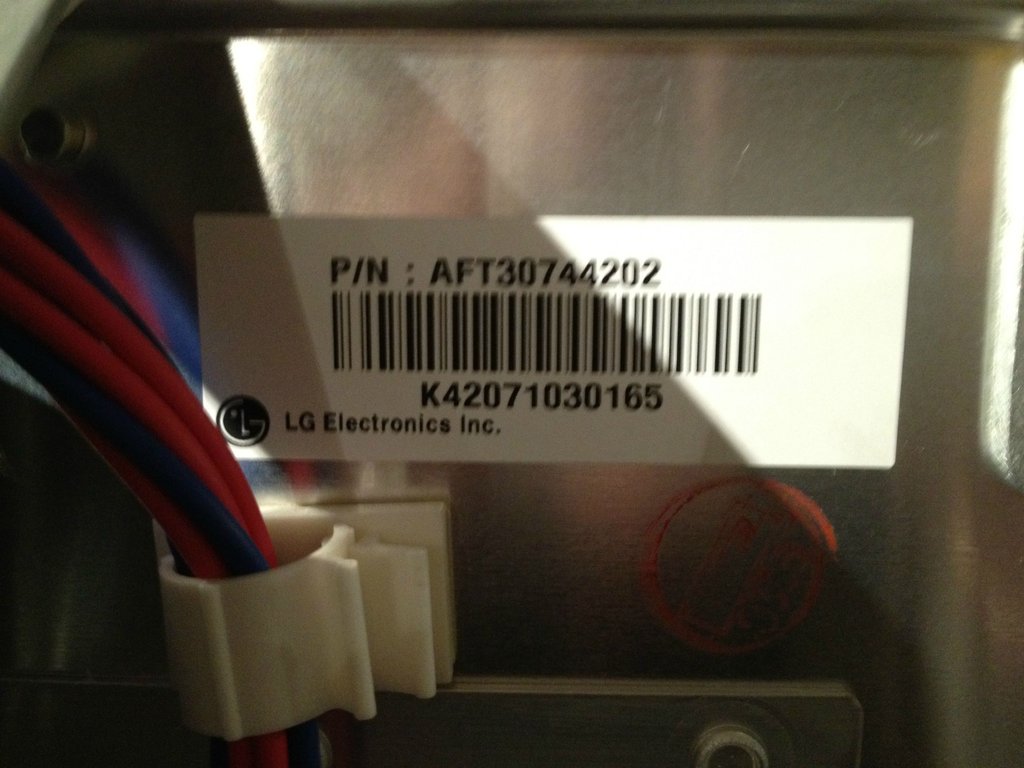 P/N : AFT30744202
K42071030165
LG Electronics Inc.